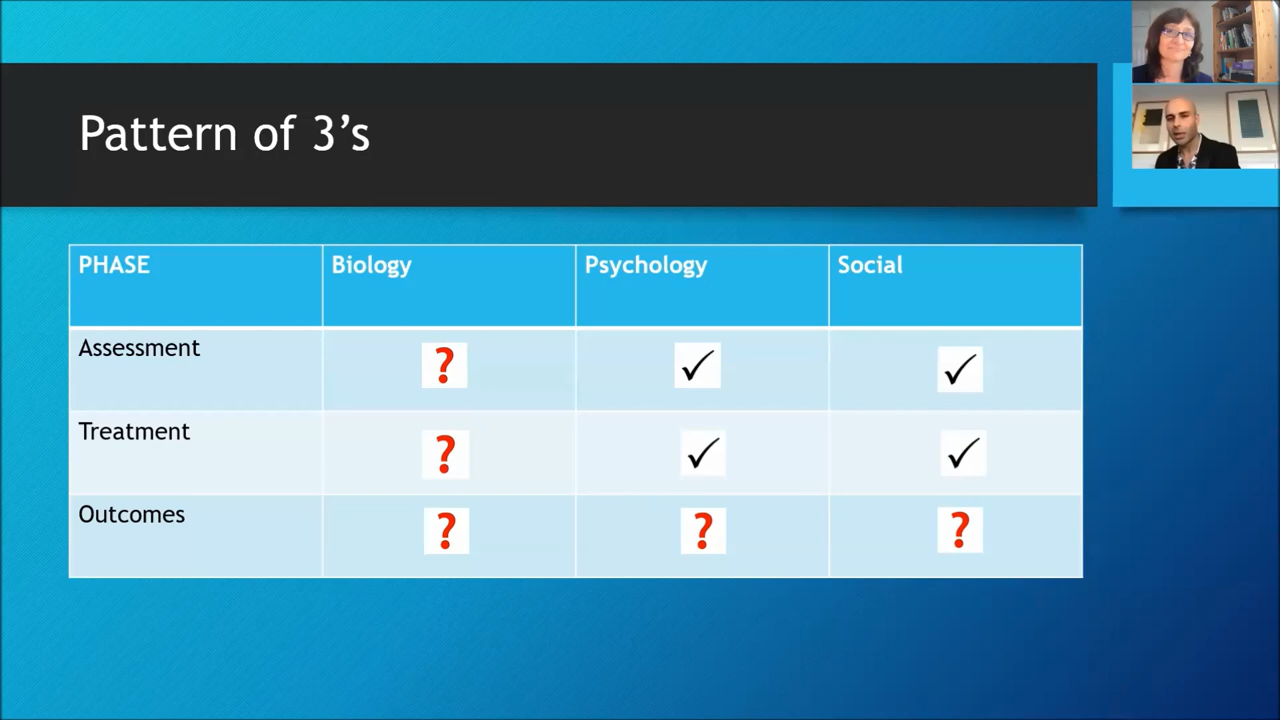 Pattern of 3’s
PHASE Biology Psychology Social
Assessment ? ✓ ✓
Treatment ? ✓ ✓
Outcomes ? ? ?